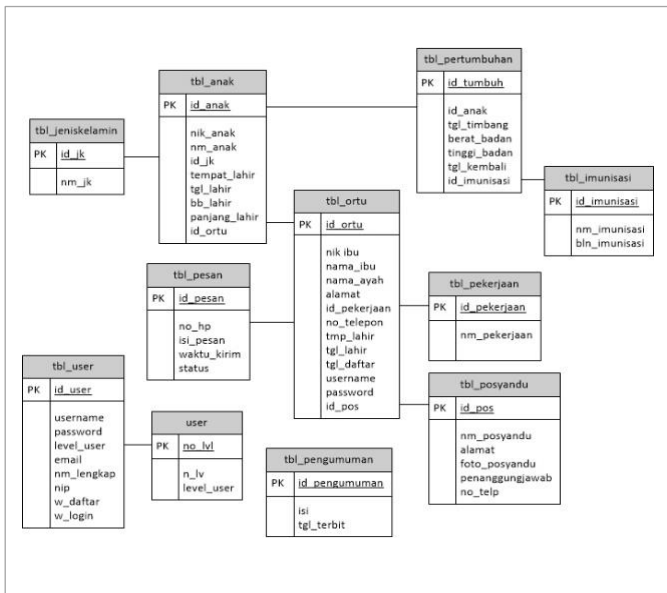 tbl_pertumbuhan
PK id_tumbuh
id_anak
tgl_timbang
berat_badan
tinggi_badan
tgl_kembali
id_imunisasi
tbl_anak
PK id_anak
nik_anak
nm_anak
id_jk
tempat_lahir
tgl_lahir
bb_lahir
panjang_lahir
id_ortu
tbl_jeniskelamin
PK id_jk
nm_jk
tbl_imunisasi
PK id_imunisasi
nm_imunisasi
bln_imunisasi
tbl_ortu
PK id_ortu
nik ibu
nama_ibu
nama_ayah
alamat
id_pekerjaan
no_telepon
tmp_lahir
tgl_lahir
tgl_daftar
username
password
id_pos
tbl_pesan
PK id_pesan
no_hp
isi_pesan
waktu_kirim
status
tbl_pekerjaan
PK id_pekerjaan
nm_pekerjaan
tbl_user
PK id_user
username
password
level_user
email
nm_lengkap
nip
w_daftar
w_login
user
PK no_lvl
n_lv
level_user
tbl_pengumuman
PK id_pengumuman
isi
tgl_terbit
tbl_posyandu
PK id_pos
nm_posyandu
alamat
foto_posyandu
penanggungjawab
no_telp